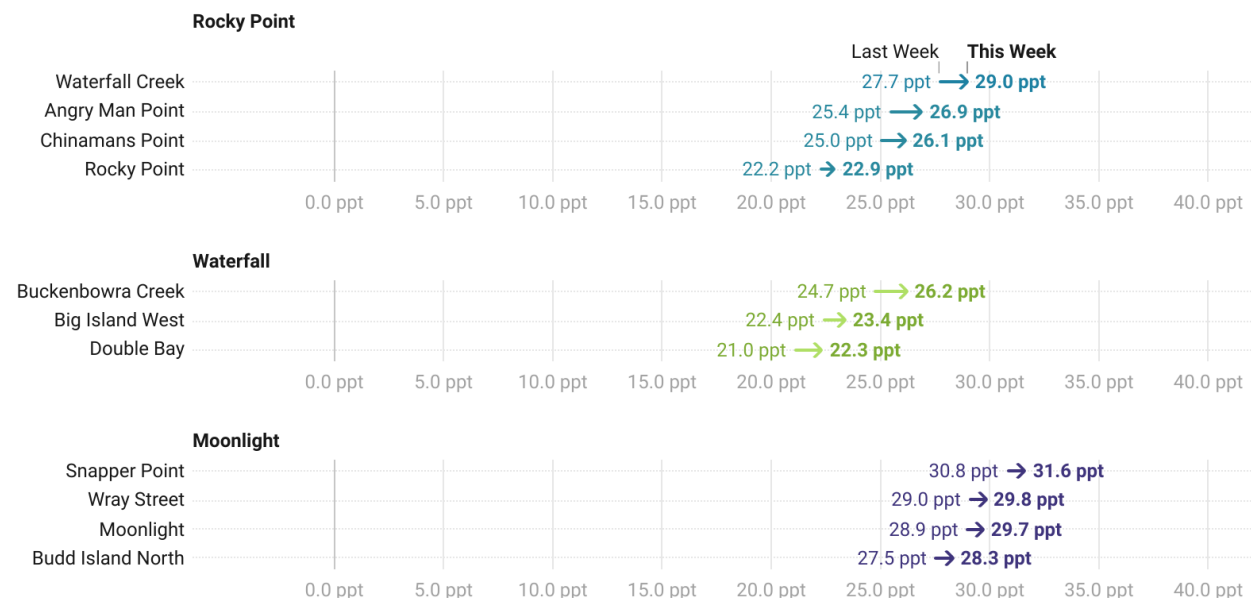 Rocky Point
Last Week This Week
Waterfall Creek 27.7 ppt 29.0 ppt
Angry Man Point 25.4 ppt 26.9 ppt
Chinamans Point 25.0 ppt 26.1 ppt
Rocky Point 22.2 ppt 22.9 ppt
0.0 ppt 5.0 ppt 10.0 ppt 15.0 ppt 20.0 ppt 25.0 ppt 30.0 ppt 35.0 ppt 40.0 ppt
Waterfall
Buckenbowra Creek 24.7 ppt 26.2 ppt
Big Island West 22.4 ppt 23.4 ppt
Double Bay 21.0 ppt 22.3 ppt
0.0 ppt 5.0 ppt 10.0 ppt 15.0 ppt 20.0 ppt 25.0 ppt 30.0 ppt 35.0 ppt 40.0 ppt
Moonlight
Snapper Point 30.8 ppt 31.6 ppt
Wray Street 29.0 ppt 29.8 ppt
Moonlight 28.9 ppt 29.7 ppt
Budd Island North 27.5 ppt 28.3 ppt
0.0 ppt 5.0 ppt 10.0 ppt 15.0 ppt 20.0 ppt 25.0 ppt 30.0 ppt 35.0 ppt 40.0 ppt